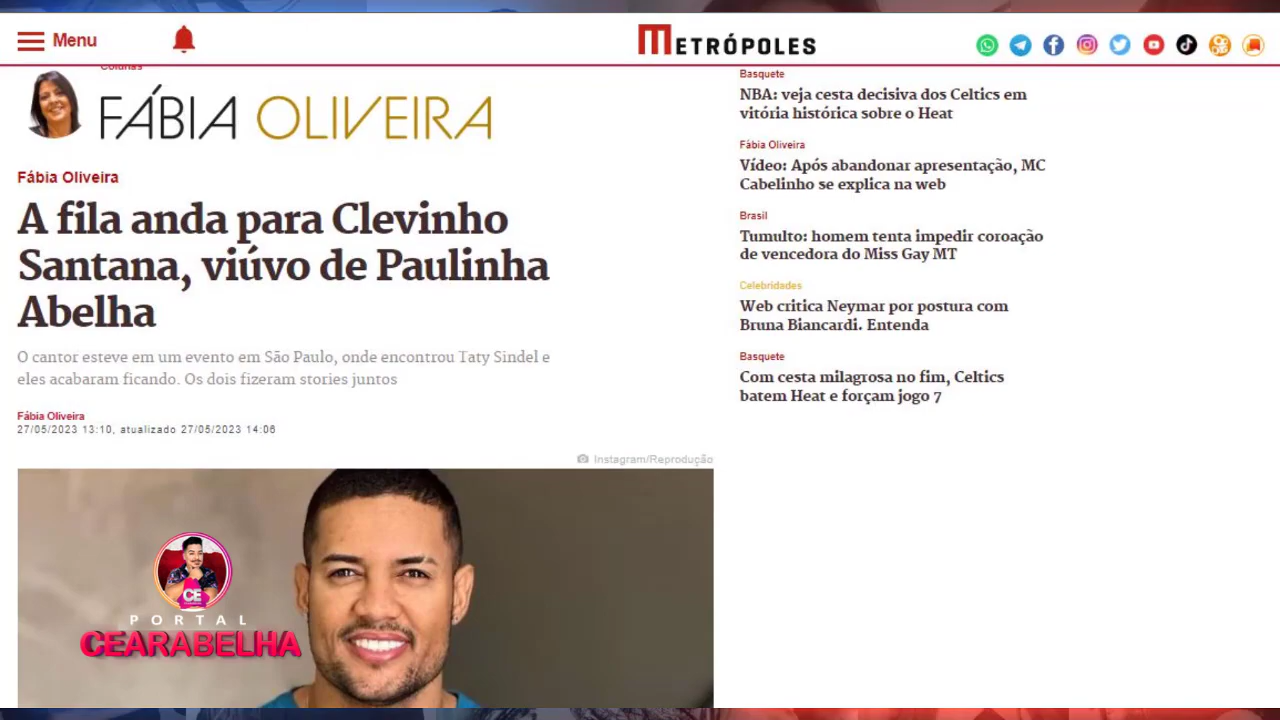 Menu
METRÓPOLES
Colunas
FÁBIA OLIVEIRA
Fábia Oliveira
A fila anda para Clevinho
Santana, viúvo de Paulinha
Abelha
O cantor esteve em um evento em São Paulo, onde encontrou Taty Sindel e
eles acabaram ficando. Os dois fizeram stories juntos
Fábia Oliveira
27/05/2023 13:10, atualizado 27/05/2023 14:06
Instagram/Reprodução
CE
PORTAL
CEARABELHA
Basquete
NBA: veja cesta decisiva dos Celtics em
vitória histórica sobre o Heat
Fábia Oliveira
Vídeo: Após abandonar apresentação, MC
Cabelinho se explica na web
Brasil
Tumulto: homem tenta impedir coroação
de vencedora do Miss Gay MT
Celebridades
Web critica Neymar por postura com
Bruna Biancardi. Entenda
Basquete
Com cesta milagrosa no fim, Celtics
batem Heat e forçam jogo 7